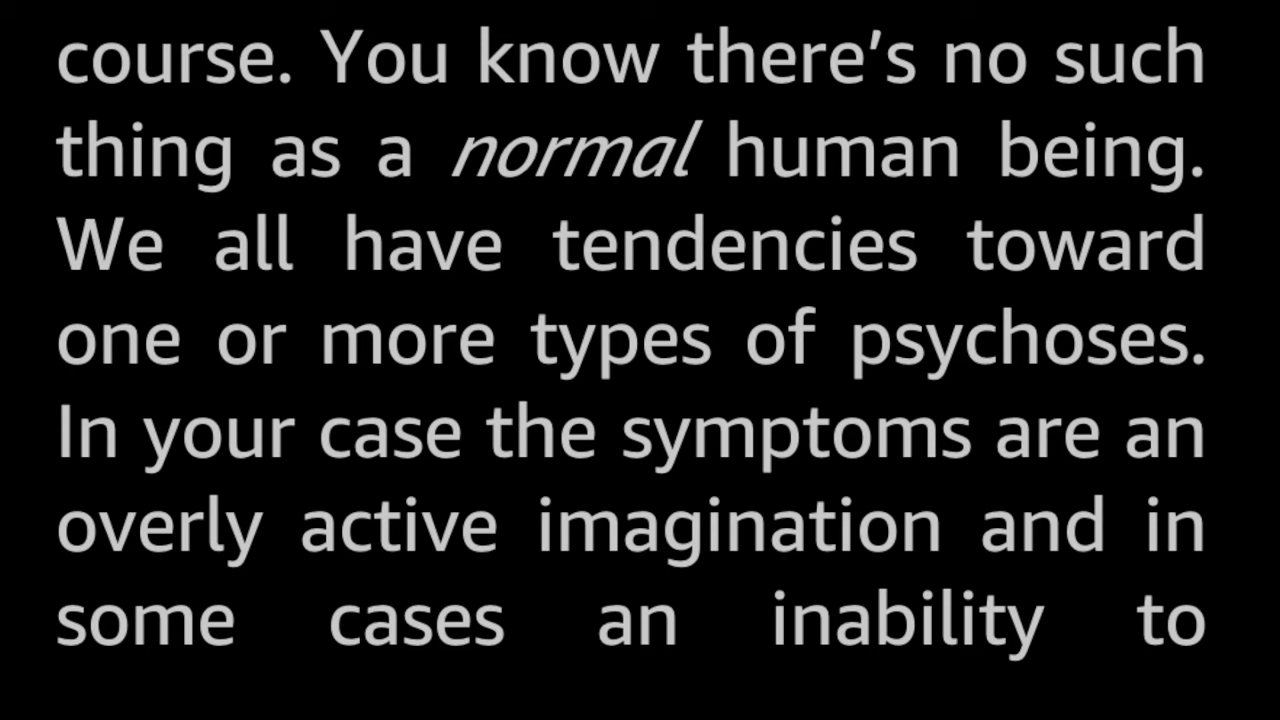 course. You know there’s no such
thing as a normal human being.
We all have tendencies toward
one or more types of psychoses.
In your case the symptoms are an
overly active imagination and in
some cases an inability to